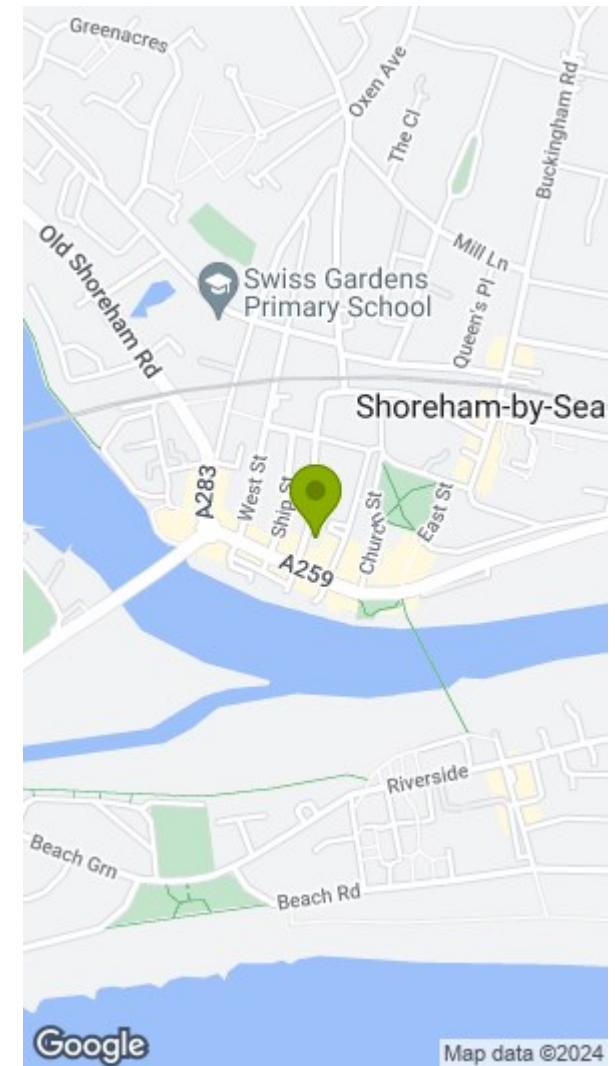 Greenacres
Oxen Ave
The Cl
Buckingham Rd
Old Shoreham Rd
Mill Ln
Swiss Gardens
Primary School
Queen's Pl
Shoreham-by-Sea
A283
West St
Ship St
Church St
East St
A259
Riverside
Beach Grn
Beach Rd
Google
Map data ©2024